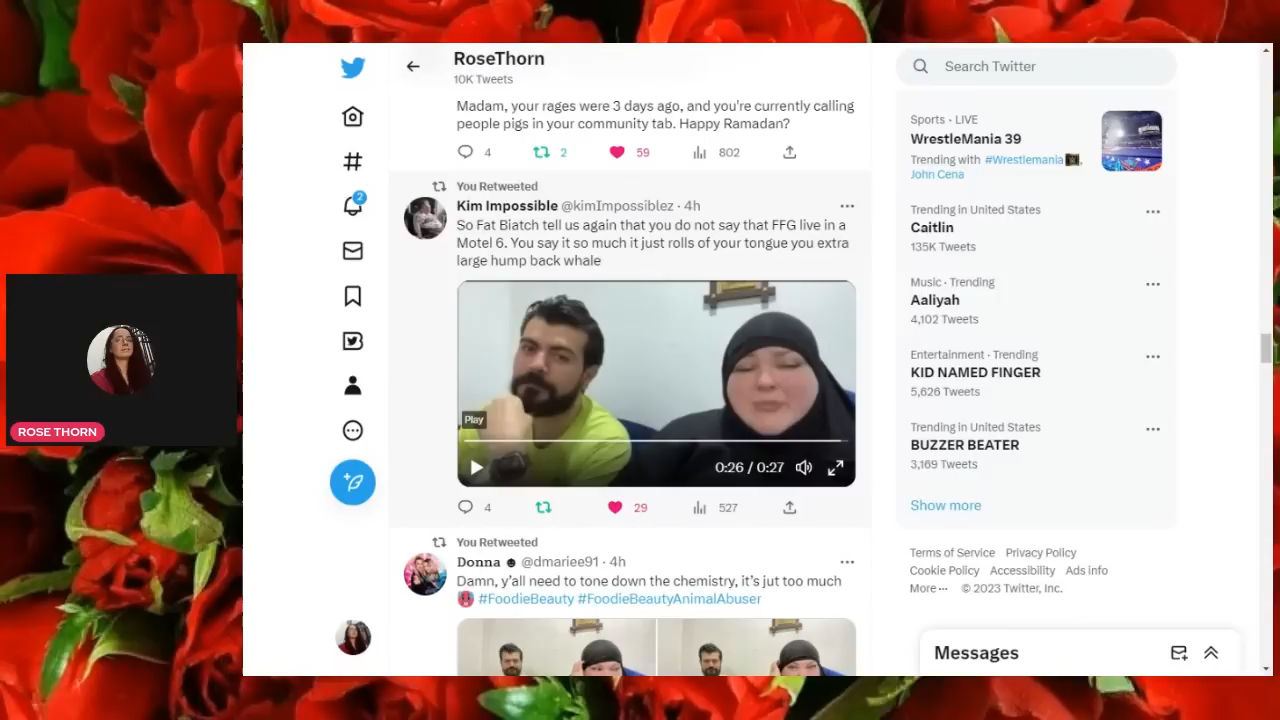 RoseThorn
10K Tweets
Madam, your rages were 3 days ago, and you're currently calling
people pigs in your community tab. Happy Ramadan?
4 2 59 802
You Retweeted
Kim Impossible @kimImpossiblez · 4h
So Fat Biatch tell us again that you do not say that FFG live in a
Motel 6. You say it so much it just rolls of your tongue you extra
large hump back whale
Play
0:26 / 0:27
4 29 527
You Retweeted
Donna @dmariee91 · 4h
Damn, y'all need to tone down the chemistry, it's jut too much
#FoodieBeauty #FoodieBeautyAnimalAbuser
2
ROSE THORN
Search Twitter
Sports · LIVE
WrestleMania 39
Trending with #Wrestlemania,
John Cena
Trending in United States
Caitlin
135K Tweets
Music · Trending
Aaliyah
4,102 Tweets
Entertainment · Trending
KID NAMED FINGER
5,626 Tweets
Trending in United States
BUZZER BEATER
3,169 Tweets
Show more
Terms of Service Privacy Policy
Cookie Policy Accessibility Ads info
More ··· © 2023 Twitter, Inc.
Messages